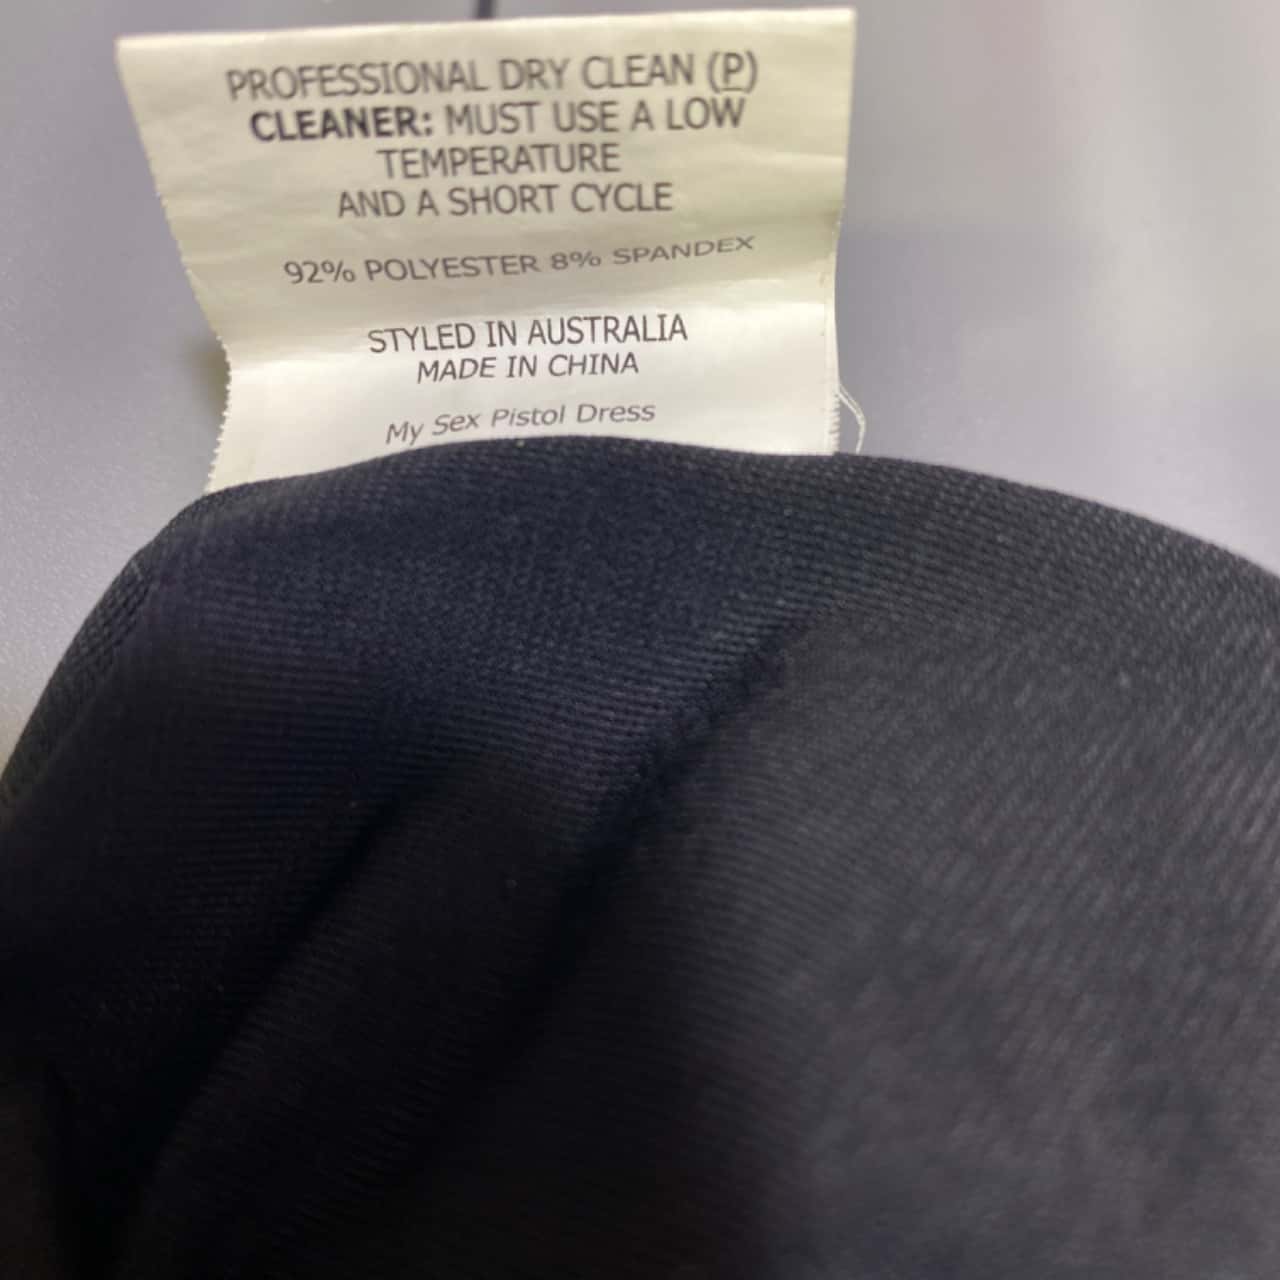 PROFESSIONAL DRY CLEAN (P)
CLEANER: MUST USE A LOW
TEMPERATURE
AND A SHORT CYCLE
92% POLYESTER 8% SPANDEX
STYLED IN AUSTRALIA
MADE IN CHINA
My Sex Pistol Dress